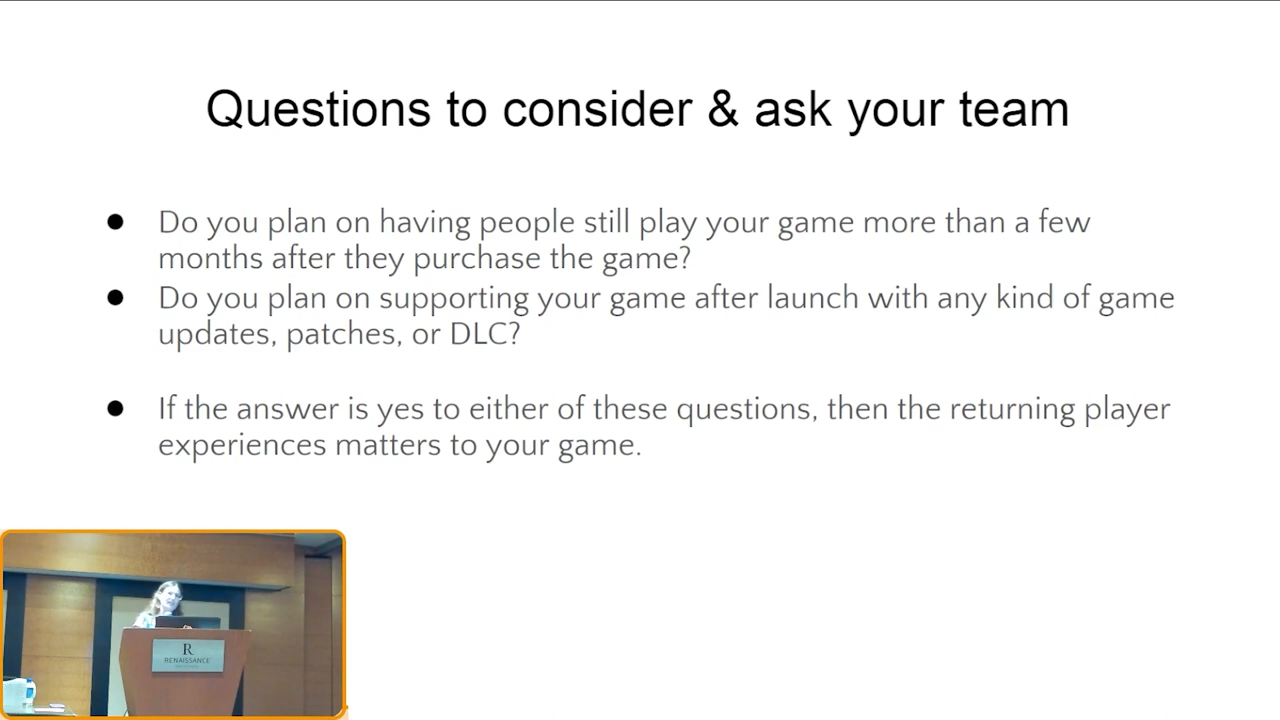 Questions to consider & ask your team
● Do you plan on having people still play your game more than a few
months after they purchase the game?
● Do you plan on supporting your game after launch with any kind of game
updates, patches, or DLC?
● If the answer is yes to either of these questions, then the returning player
experiences matters to your game.
R
RENAISSANCE